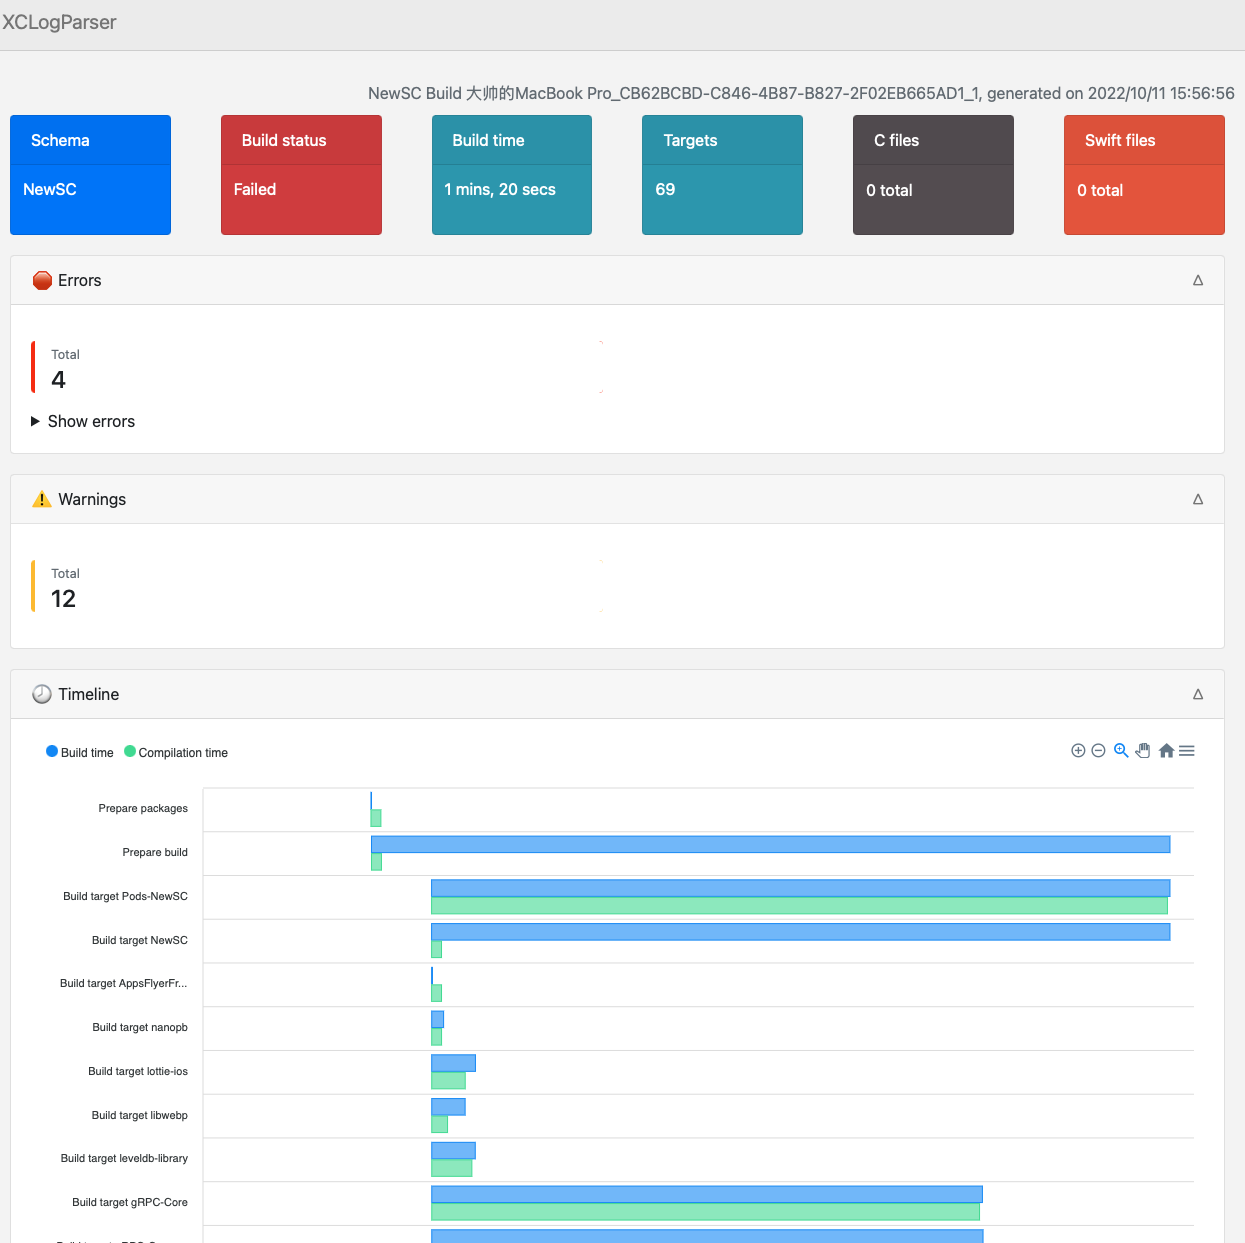 XCLogParser
NewSC Build 大帅的MacBook Pro_CB62BCBD-C846-4B87-B827-2F02EB665AD1_1, generated on 2022/10/11 15:56:56
Schema
NewSC
Build status
Failed
Build time
1 mins, 20 secs
Targets
69
C files
0 total
Swift files
0 total
Errors
Total
4
Show errors
Warnings
Total
12
Timeline
Build time
Compilation time
Prepare packages
Prepare build
Build target Pods-NewSC
Build target NewSC
Build target AppsFlyerFr...
Build target nanopb
Build target lottie-ios
Build target libwebp
Build target leveldb-library
Build target gRPC-Core